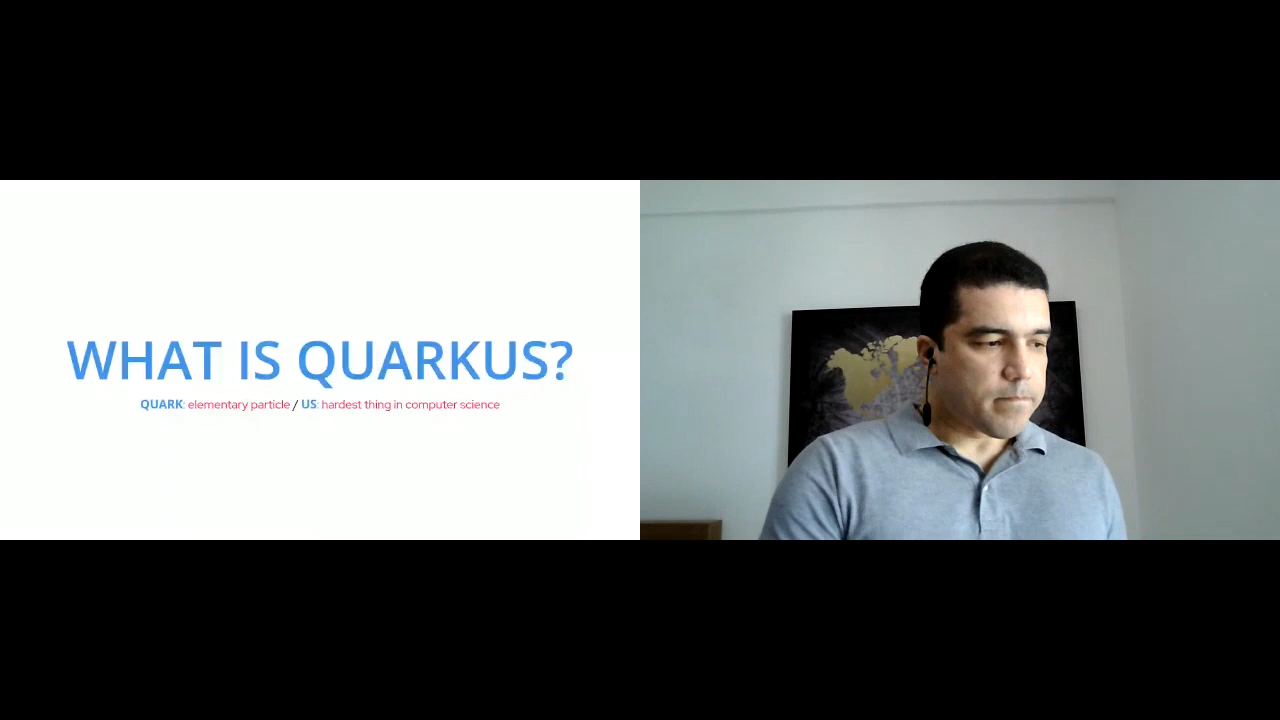 WHAT IS QUARKUS?
QUARK: elementary particle / US: hardest thing in computer science